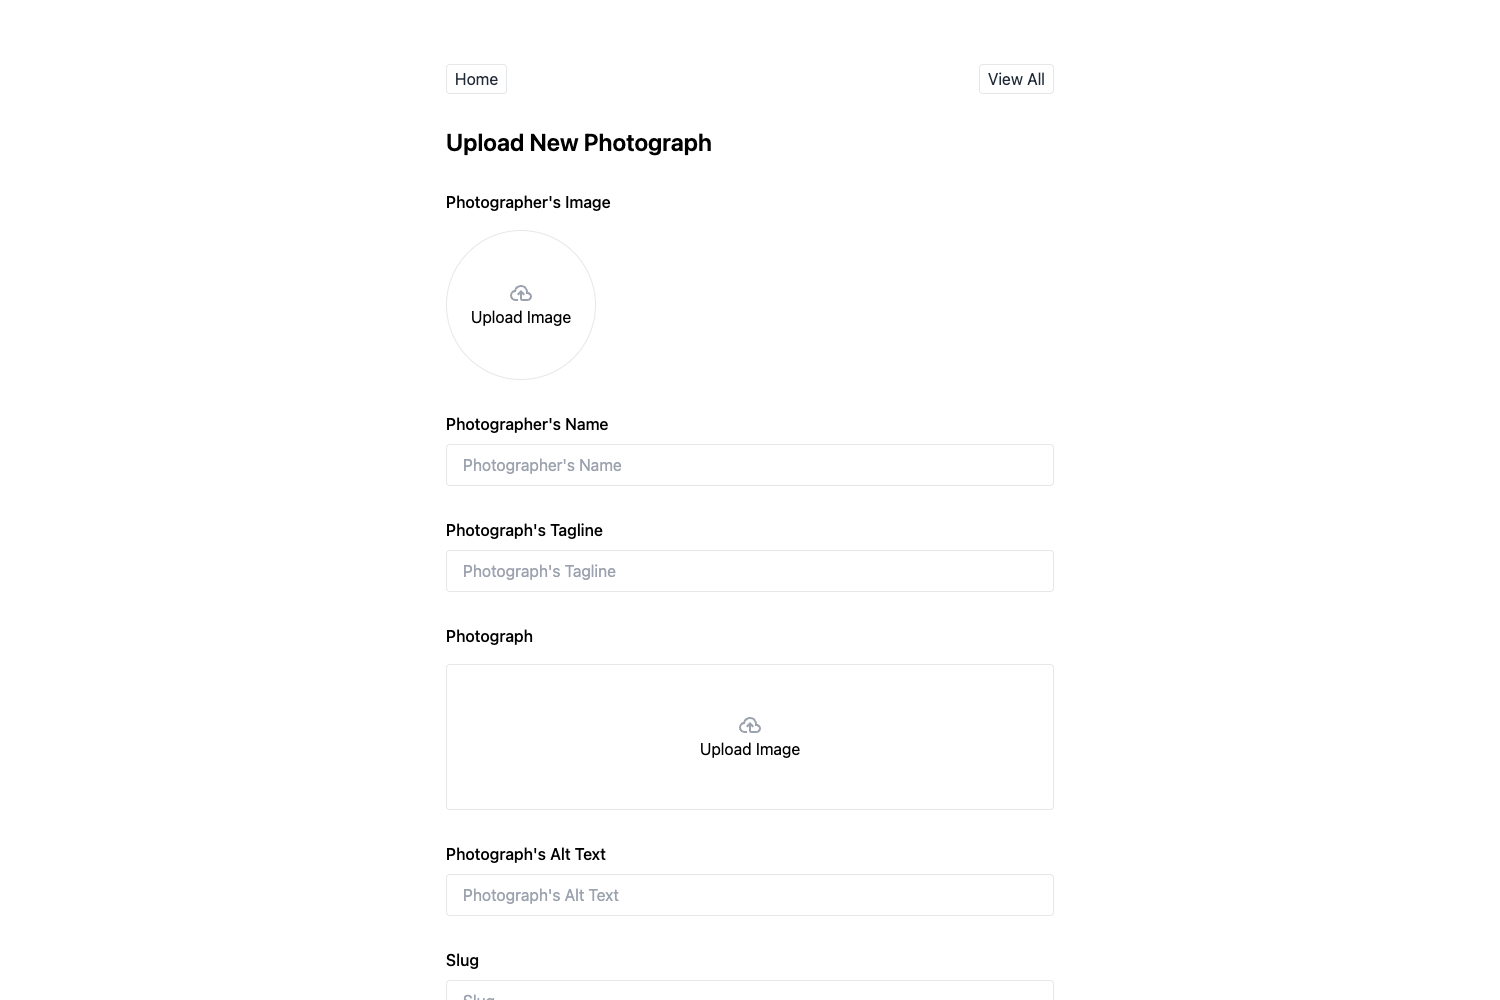 Home
View All
Upload New Photograph
Photographer's Image
Upload Image
Photographer's Name
Photographer's Name
Photograph's Tagline
Photograph's Tagline
Photograph
Upload Image
Photograph's Alt Text
Photograph's Alt Text
Slug
Slug